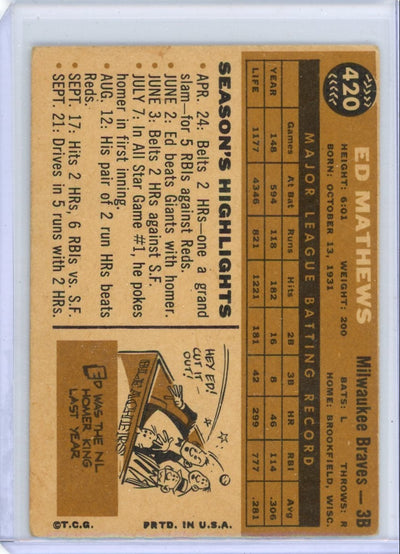 420
ED MATHEWS
Milwaukee Braves — 3B
HEIGHT: 6:01 WEIGHT: 200 BATS: L THROWS: R
BORN: OCTOBER 13, 1931 HOME: BROOKFIELD, WISC.
MAJOR LEAGUE BATTING RECORD
YEAR Games At Bat Runs Hits 2B 3B HR RBI Avg
YEAR 148 594 118 182 16 8 46 114 .306
LIFE 1177 4346 821 1221 181 42 299 777 .281
SEASON'S HIGHLIGHTS
• APR. 24: Belts 2 HRs—one a grand
slam—for 5 RBIs against Reds.
• JUNE 2: Ed beats Giants with homer.
• JUNE 3: Belts 2 HRs against S.F.
• JULY 7: In All Star Game #1, he pokes
homer in first inning.
• AUG. 12: His pair of 2 run HRs beats
Reds.
• SEPT. 17: Hits 2 HRs, 6 RBIs vs. S.F.
• SEPT. 21: Drives in 5 runs with 2 HRs.
HEY ED!
CUT IT
OUT!
BLEACHERS
ED WAS THE NL
HOMER KING
LAST YEAR
©T.C.G. PRTD. IN U.S.A.